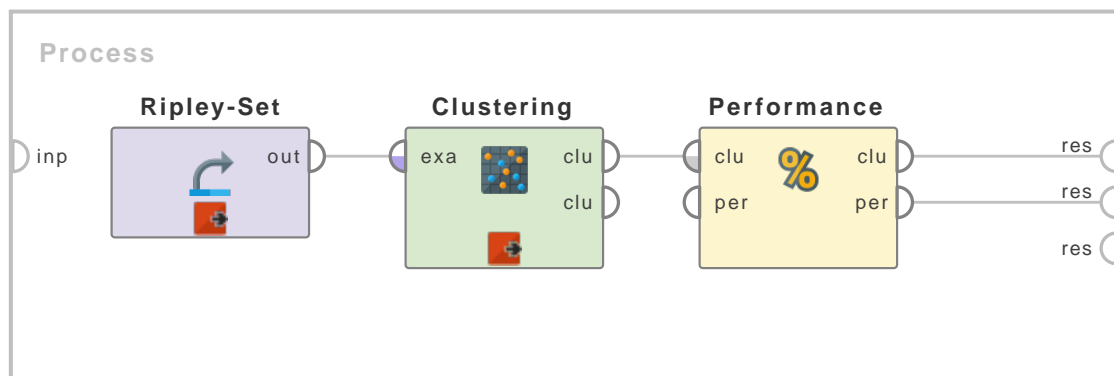 Process
Ripley-Set
Clustering
Performance
inp
out
exa
clu
clu
clu
per
clu
per
res
res
res
%